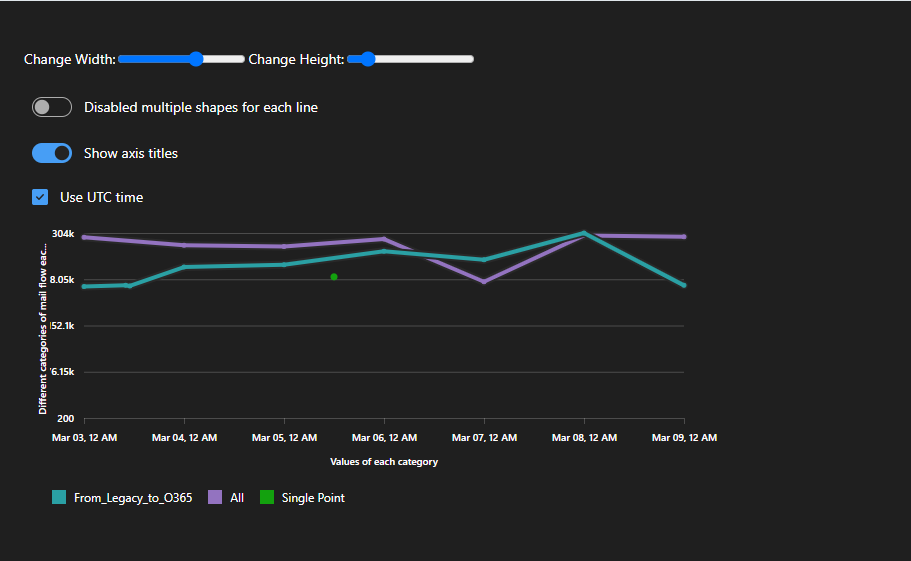 Change Width: Change Height:
Disabled multiple shapes for each line
Show axis titles
Use UTC time
304k
8.05k
52.1k
6.15k
200
Different categories of mail flow eac...
Mar 03, 12 AM Mar 04, 12 AM Mar 05, 12 AM Mar 06, 12 AM Mar 07, 12 AM Mar 08, 12 AM Mar 09, 12 AM
Values of each category
From_Legacy_to_O365 All Single Point